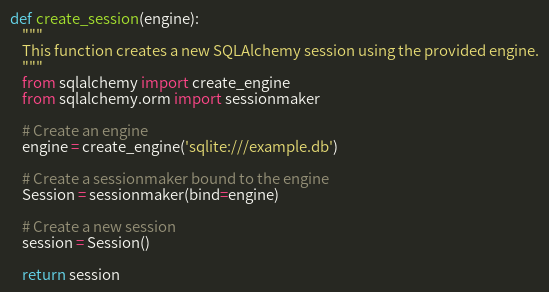 def create_session(engine):
    """
    This function creates a new SQLAlchemy session using the provided engine.
    """
    from sqlalchemy import create_engine
    from sqlalchemy.orm import sessionmaker

    # Create an engine
    engine = create_engine('sqlite:///example.db')

    # Create a sessionmaker bound to the engine
    Session = sessionmaker(bind=engine)

    # Create a new session
    session = Session()

    return session